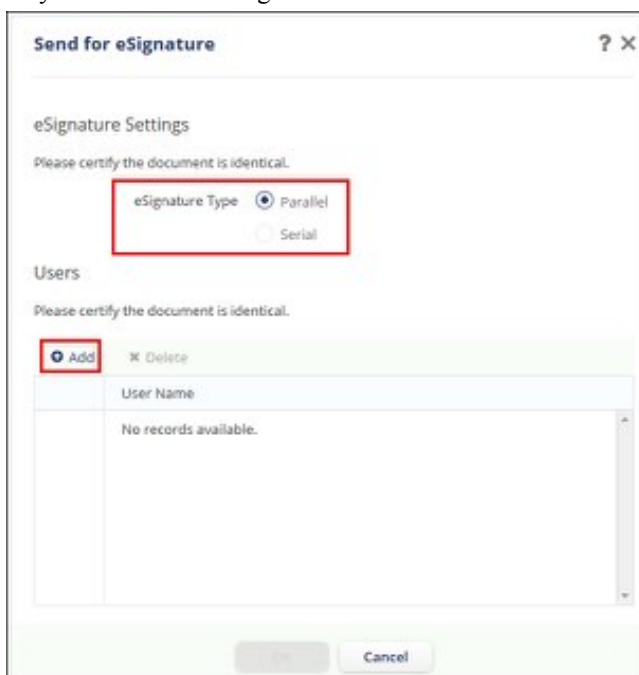 Send for eSignature ? ×
eSignature Settings
Please certify the document is identical.
eSignature Type Parallel
Serial
Users
Please certify the document is identical.
Add Delete
User Name
No records available.
Cancel